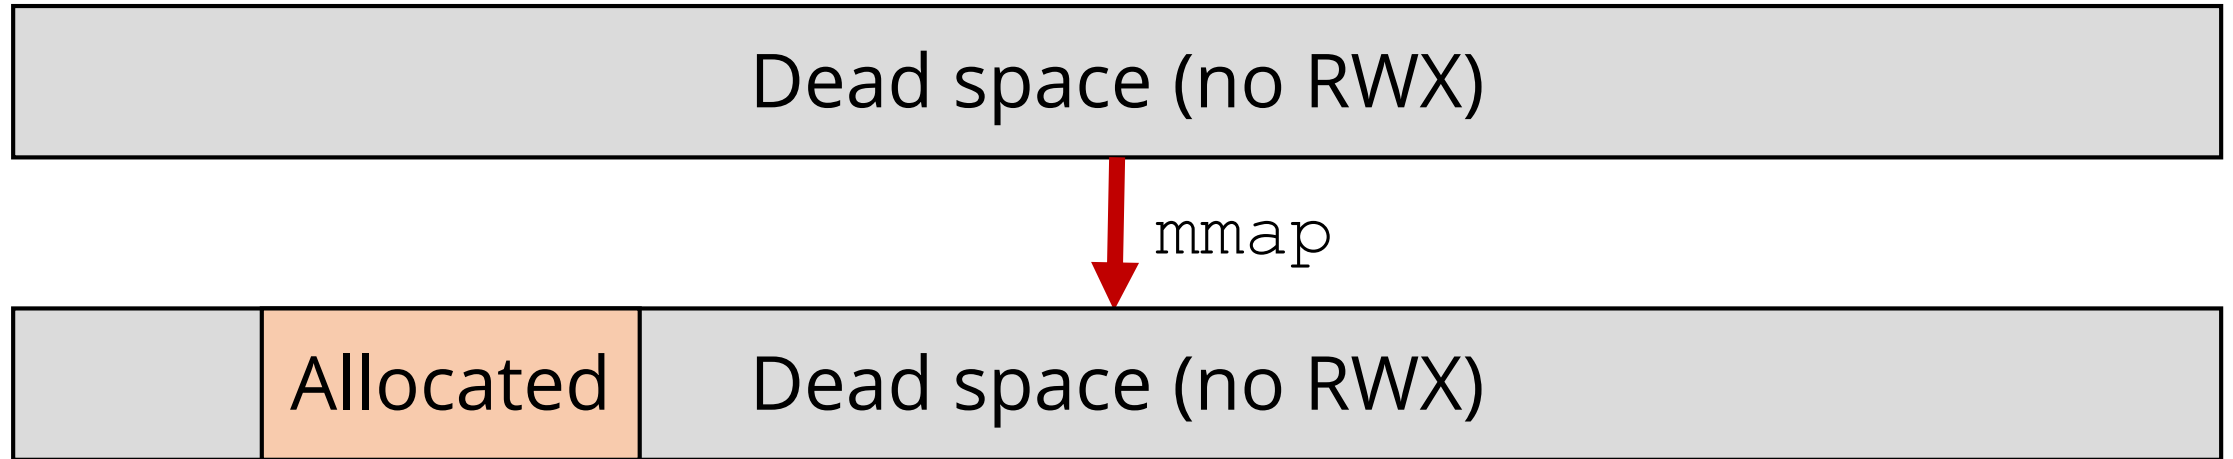 Dead space (no RWX)
mmap
Allocated
Dead space (no RWX)